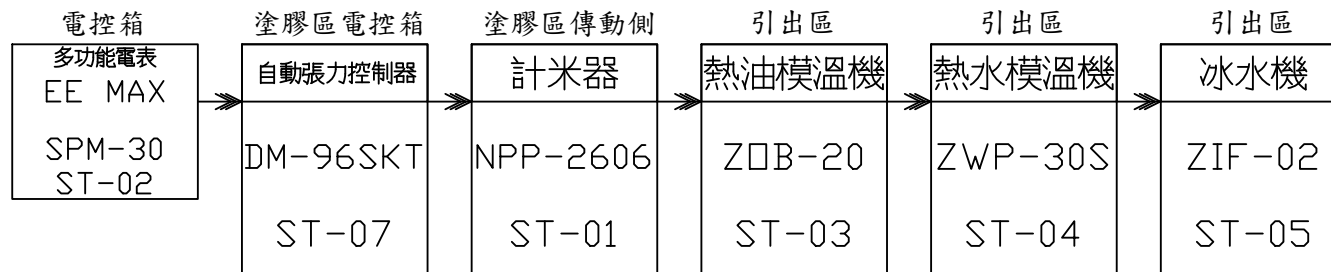 電控箱
多功能電表
EE MAX
SPM-30
ST-02
塗膠區電控箱
自動張力控制器
DM-96SKT
ST-07
塗膠區傳動側
計米器
NPP-2606
ST-01
引出區
熱油模溫機
ZOB-20
ST-03
引出區
熱水模溫機
ZWP-30S
ST-04
引出區
冰水機
ZIF-02
ST-05